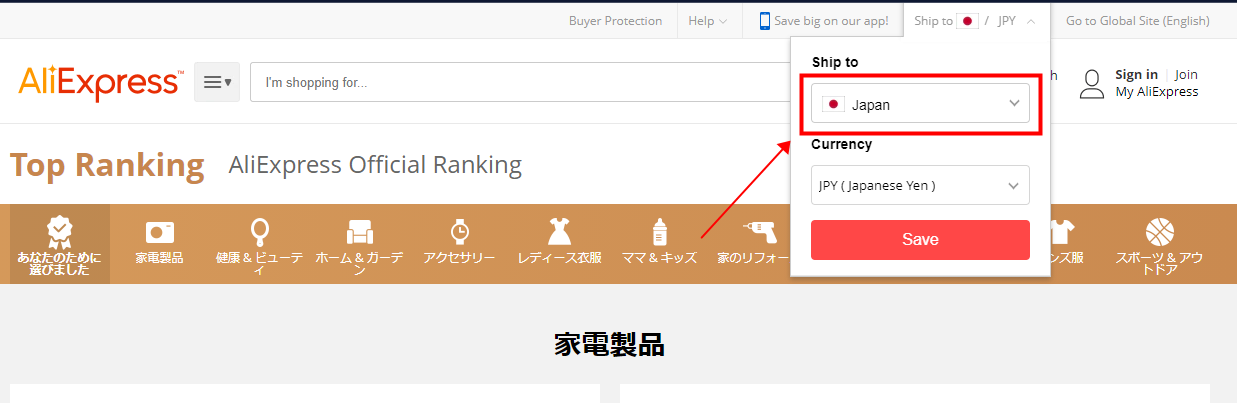 Buyer Protection
Help
Save big on our app!
Ship to / JPY
Go to Global Site (English)
AliExpress™
I'm shopping for...
Sign in | Join
My AliExpress
Ship to
Japan
Currency
JPY ( Japanese Yen )
Save
Top Ranking
AliExpress Official Ranking
あなたのために
選びました
家電製品
健康 & ビューテ
ィ
ホーム & ガーデ
ン
アクセサリー
レディース衣服
ママ & キッズ
家のリフォー
ンズ服
スポーツ & アウ
トドア
家電製品